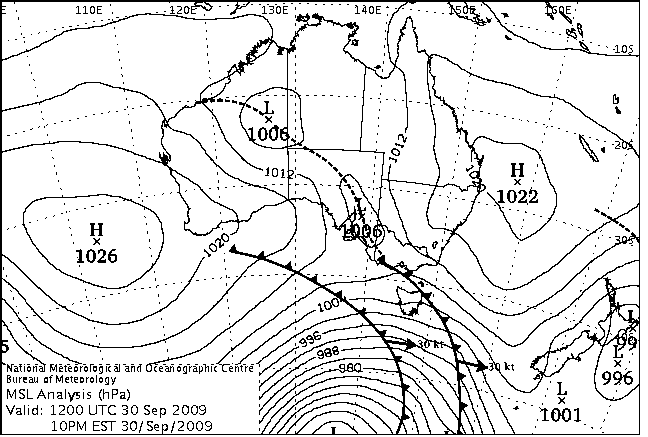 110E 120E 130E 140E 150E 160E
10S
L
1006
20S
1012
H
1022
1012
1020
L
1006
30S
H
1026
1020
100
996
988
980
30 kt
30 kt
L
99
L
996
L
1001
5
National Meteorological and Oceanographic Centre
Bureau of Meteorology
MSL Analysis (hPa)
Valid: 1200 UTC 30 Sep 2009
10PM EST 30/Sep/2009
L